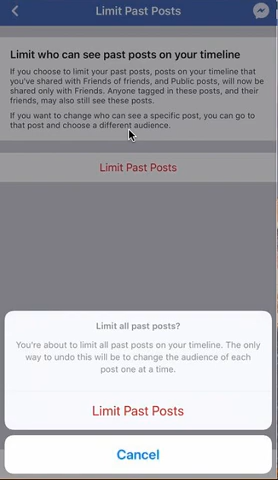 Limit Past Posts
Limit who can see past posts on your timeline
If you choose to limit your past posts, posts on your timeline that
you've shared with Friends of friends, and Public posts, will now be
shared only with Friends. Anyone tagged in these posts, and their
friends, may also still see these posts.
If you want to change who can see a specific post, you can go to
that post and choose a different audience.
Limit Past Posts
Limit all past posts?
You're about to limit all past posts on your timeline. The only
way to undo this will be to change the audience of each
post one at a time.
Limit Past Posts
Cancel